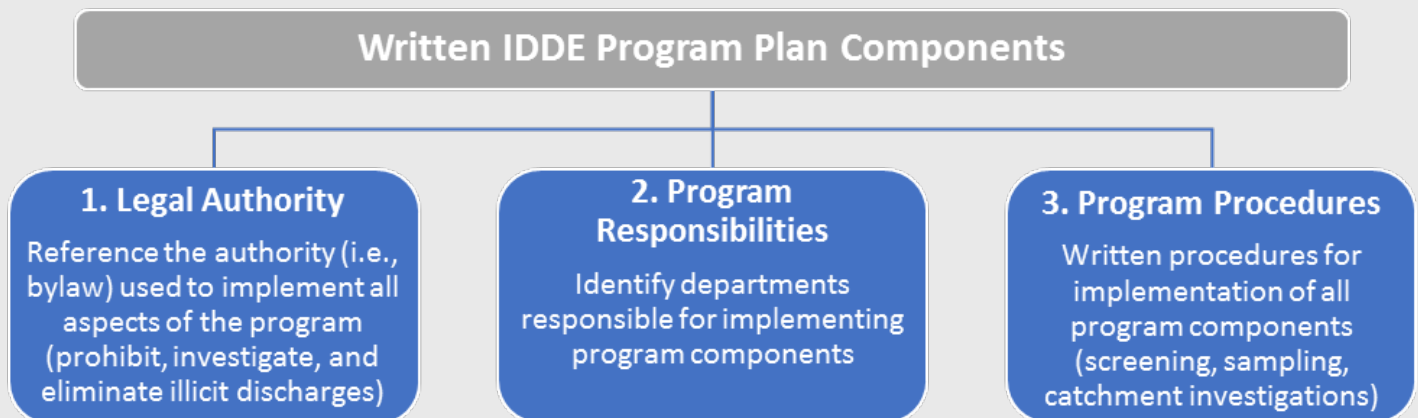 Written IDDE Program Plan Components
1. Legal Authority
Reference the authority (i.e.,
bylaw) used to implement all
aspects of the program
(prohibit, investigate, and
eliminate illicit discharges)
2. Program
Responsibilities
Identify departments
responsible for implementing
program components
3. Program Procedures
Written procedures for
implementation of all
program components
(screening, sampling,
catchment investigations)